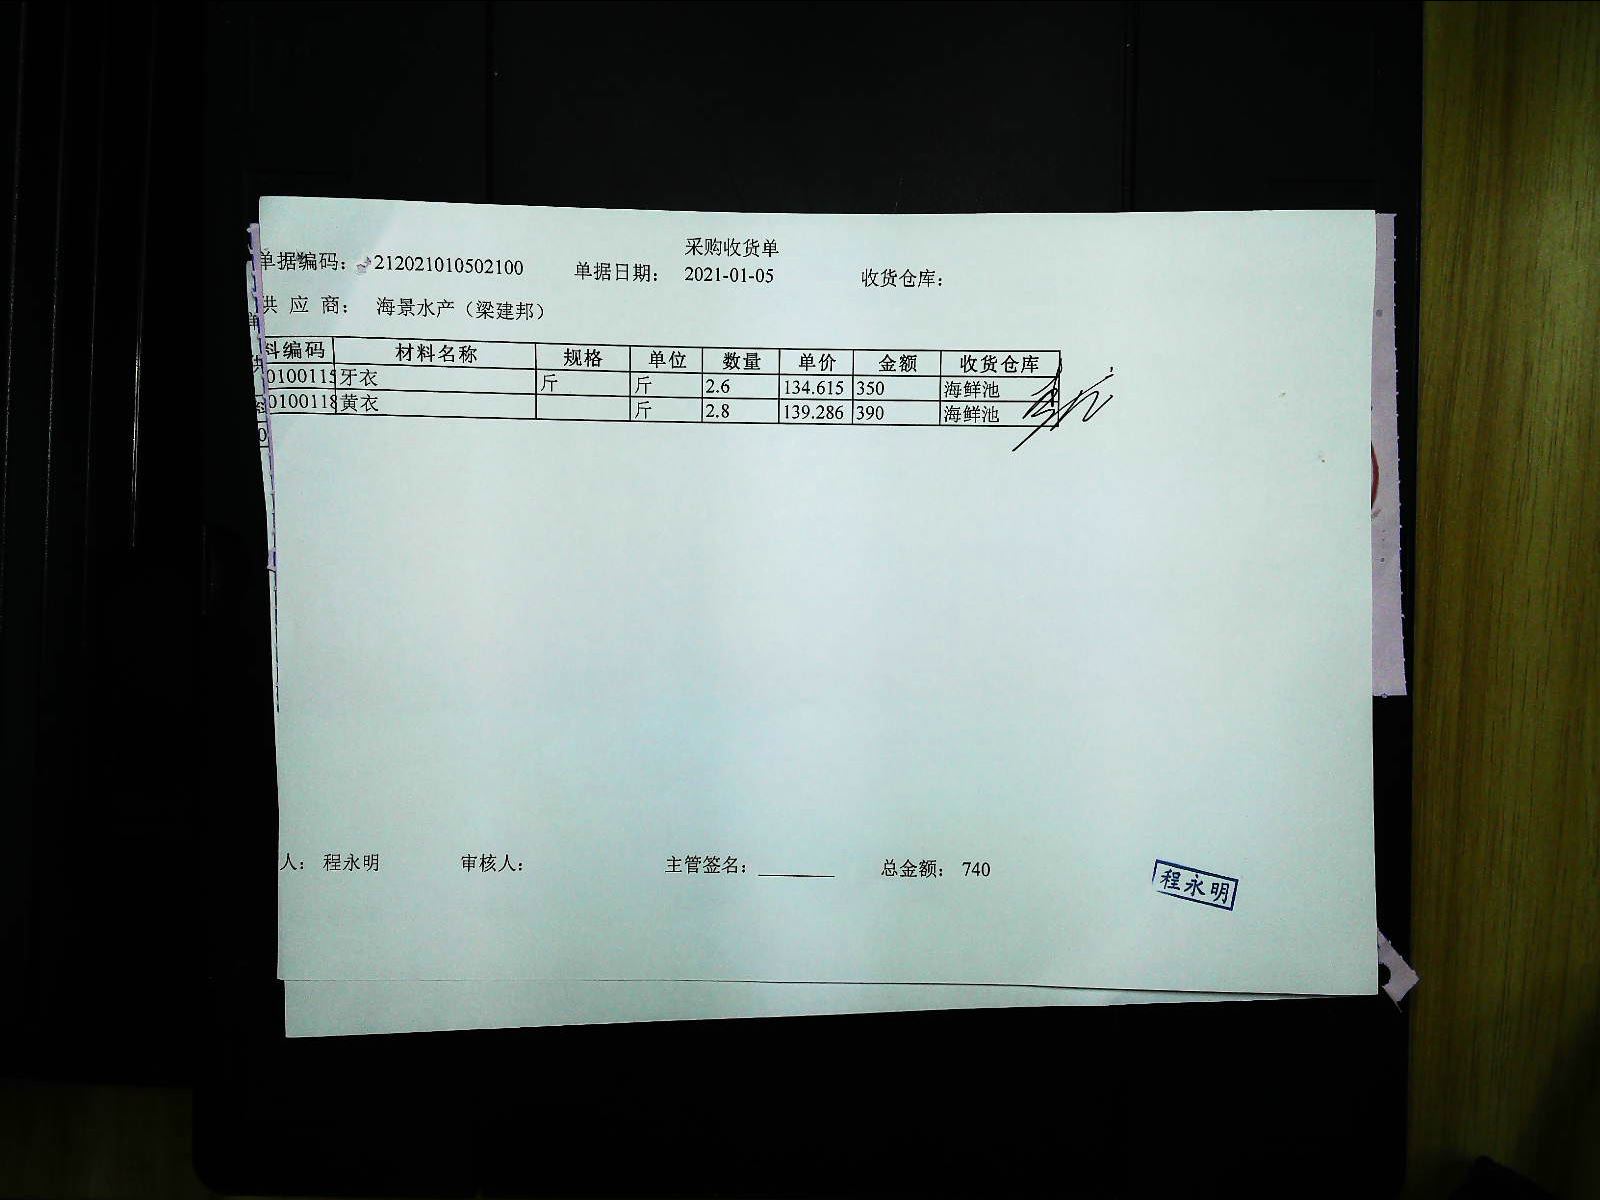 采购收货单
单据编码： 212021010502100 单据日期： 2021-01-05 收货仓库：
供 应 商： 海景水产（梁建邦）
料编码 材料名称 规格 单位 数量 单价 金额 收货仓库
0100115 牙衣 斤 斤 2.6 134.615 350 海鲜池
0100118 黄衣 斤 2.8 139.286 390 海鲜池
人： 程永明 审核人： 主管签名： 总金额： 740
程永明